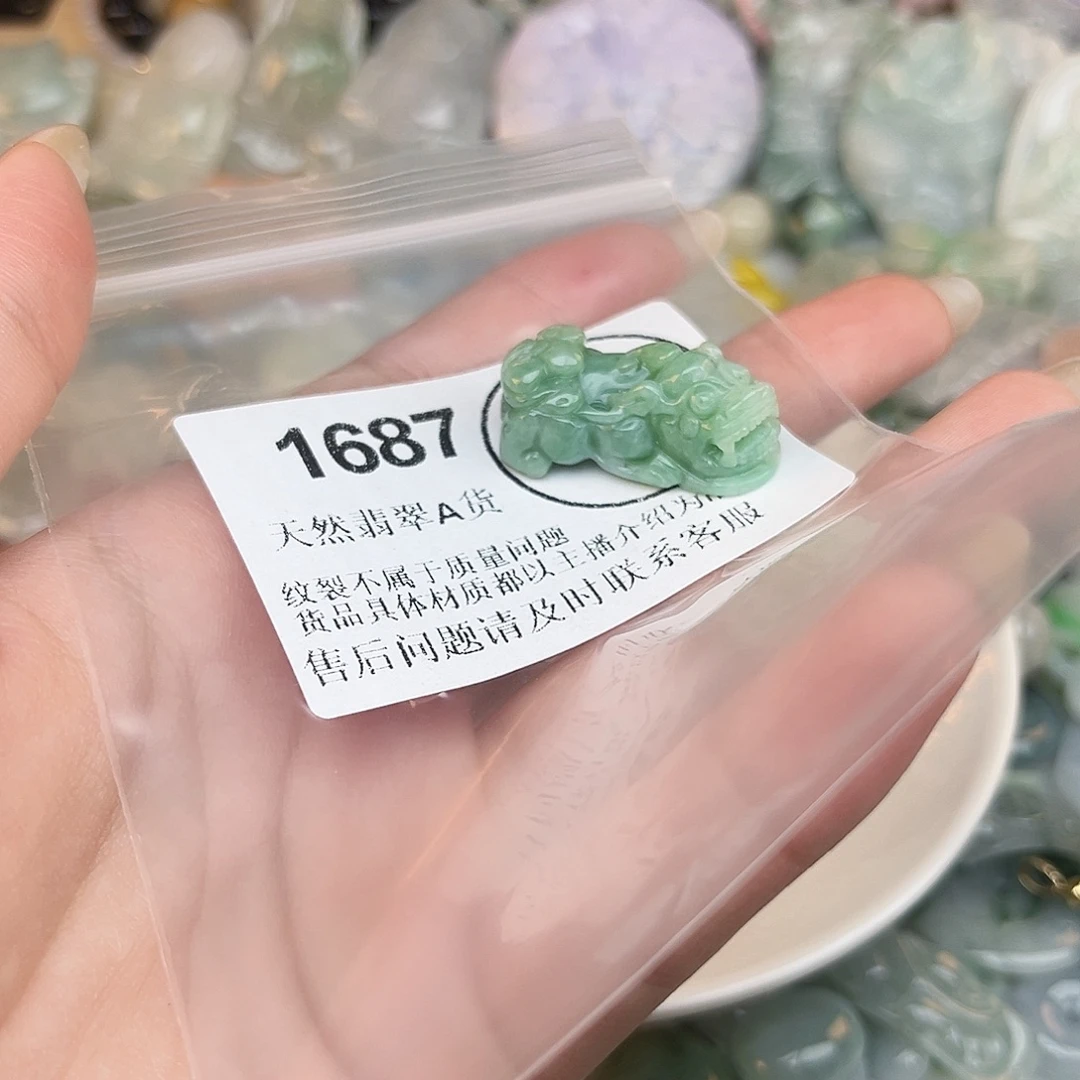 1687
天然翡翠A货
纹裂不属于质量问题
货品具体材质都以主播介绍为
售后问题请及时联系客服